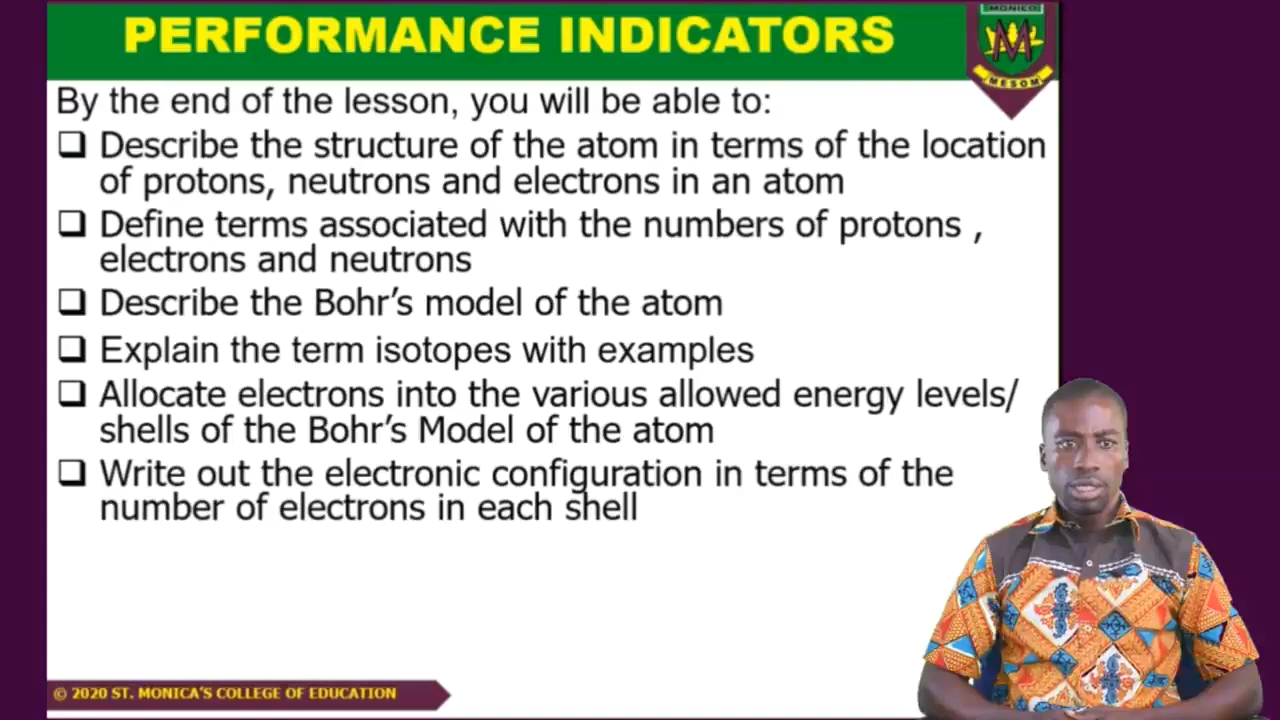 PERFORMANCE INDICATORS
MONICO
M
MESOM
By the end of the lesson, you will be able to:
❑ Describe the structure of the atom in terms of the location
of protons, neutrons and electrons in an atom
❑ Define terms associated with the numbers of protons ,
electrons and neutrons
❑ Describe the Bohr’s model of the atom
❑ Explain the term isotopes with examples
❑ Allocate electrons into the various allowed energy levels/
shells of the Bohr’s Model of the atom
❑ Write out the electronic configuration in terms of the
number of electrons in each shell
© 2020 ST. MONICA’S COLLEGE OF EDUCATION